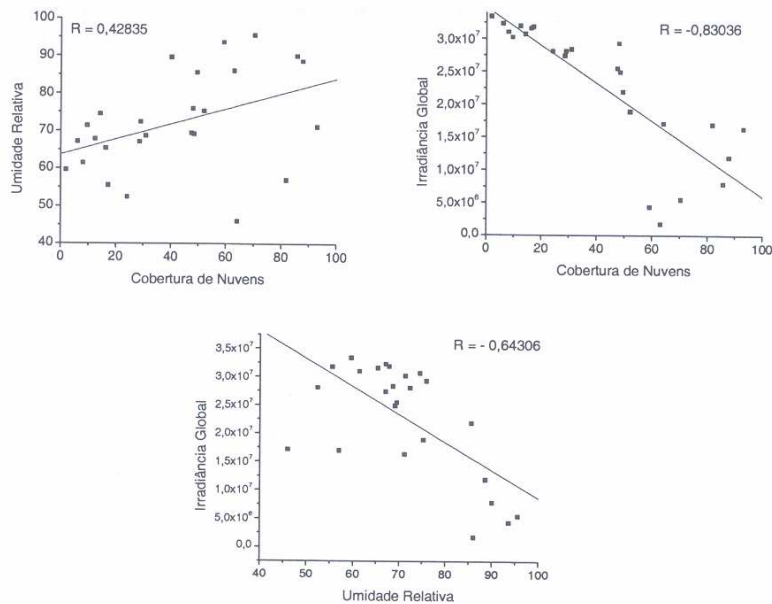 R = 0,42835
Umidade Relativa
100
90
80
70
60
50
40
0 20 40 60 80 100
Cobertura de Nuvens
R = -0,83036
Irradiância Global
3,0x10⁷
2,5x10⁷
2,0x10⁷
1,5x10⁷
1,0x10⁷
5,0x10⁶
0,0
0 20 40 60 80 100
Cobertura de Nuvens
R = - 0,64306
Irradiância Global
3,5x10⁷
3,0x10⁷
2,5x10⁷
2,0x10⁷
1,5x10⁷
1,0x10⁷
5,0x10⁶
0,0
40 50 60 70 80 90 100
Umidade Relativa